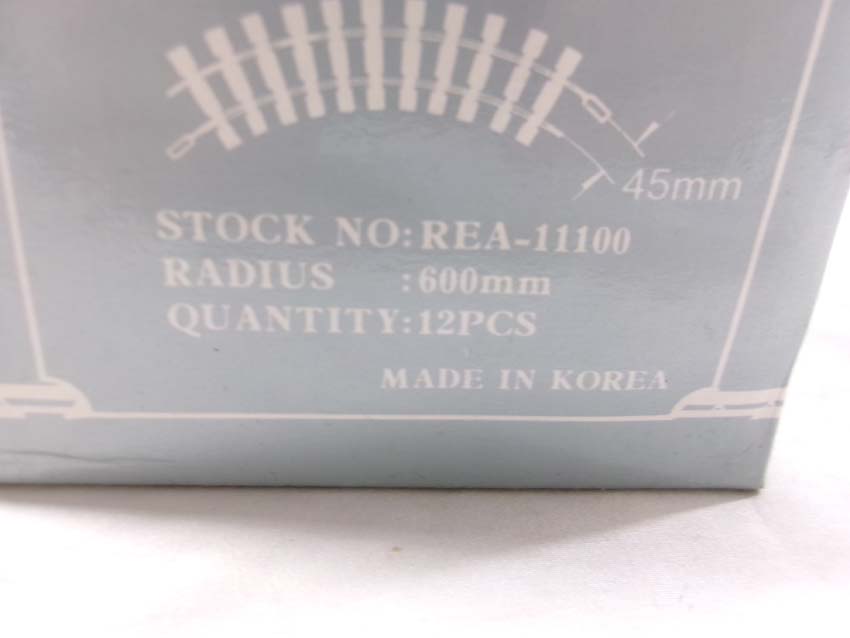 45mm
STOCK NO:REA-11100
RADIUS :600mm
QUANTITY:12PCS
MADE IN KOREA